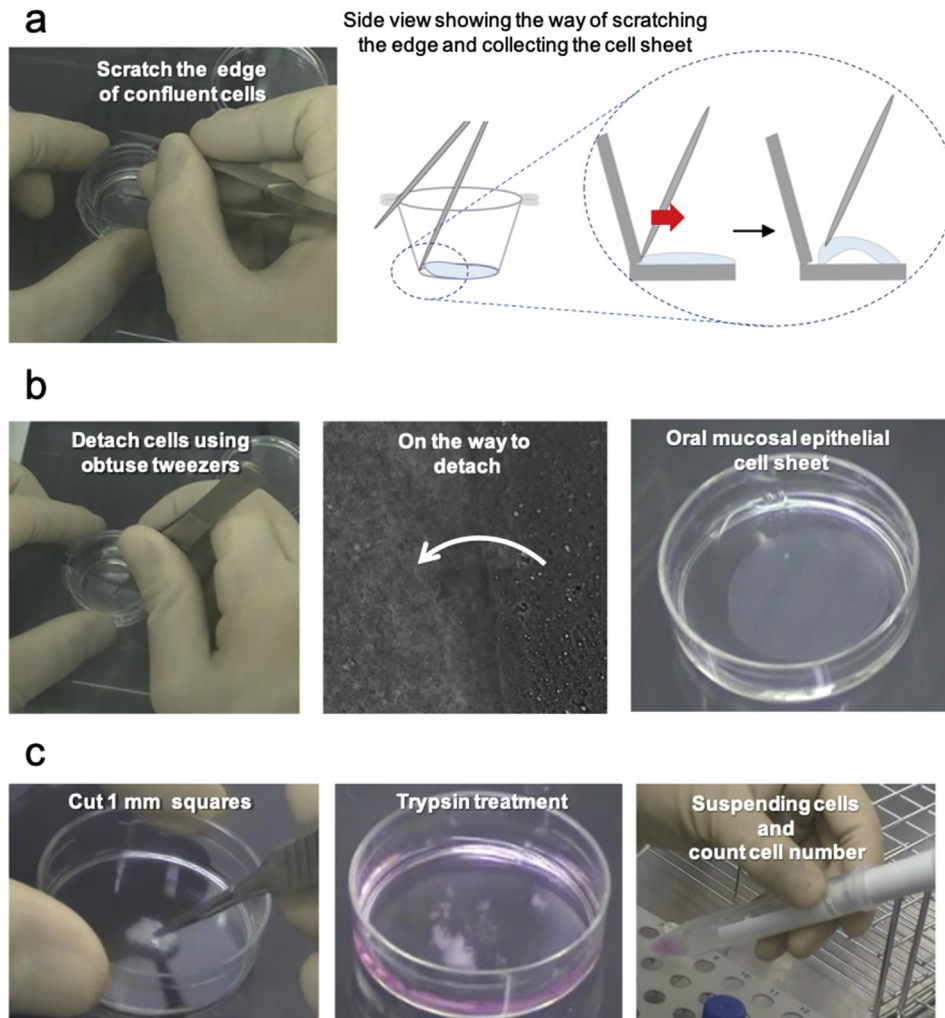 a
Side view showing the way of scratching
the edge and collecting the cell sheet
Scratch the edge
of confluent cells
b
Detach cells using
obtuse tweezers
On the way to
detach
Oral mucosal epithelial
cell sheet
c
Cut 1 mm squares
Trypsin treatment
Suspending cells
and
count cell number